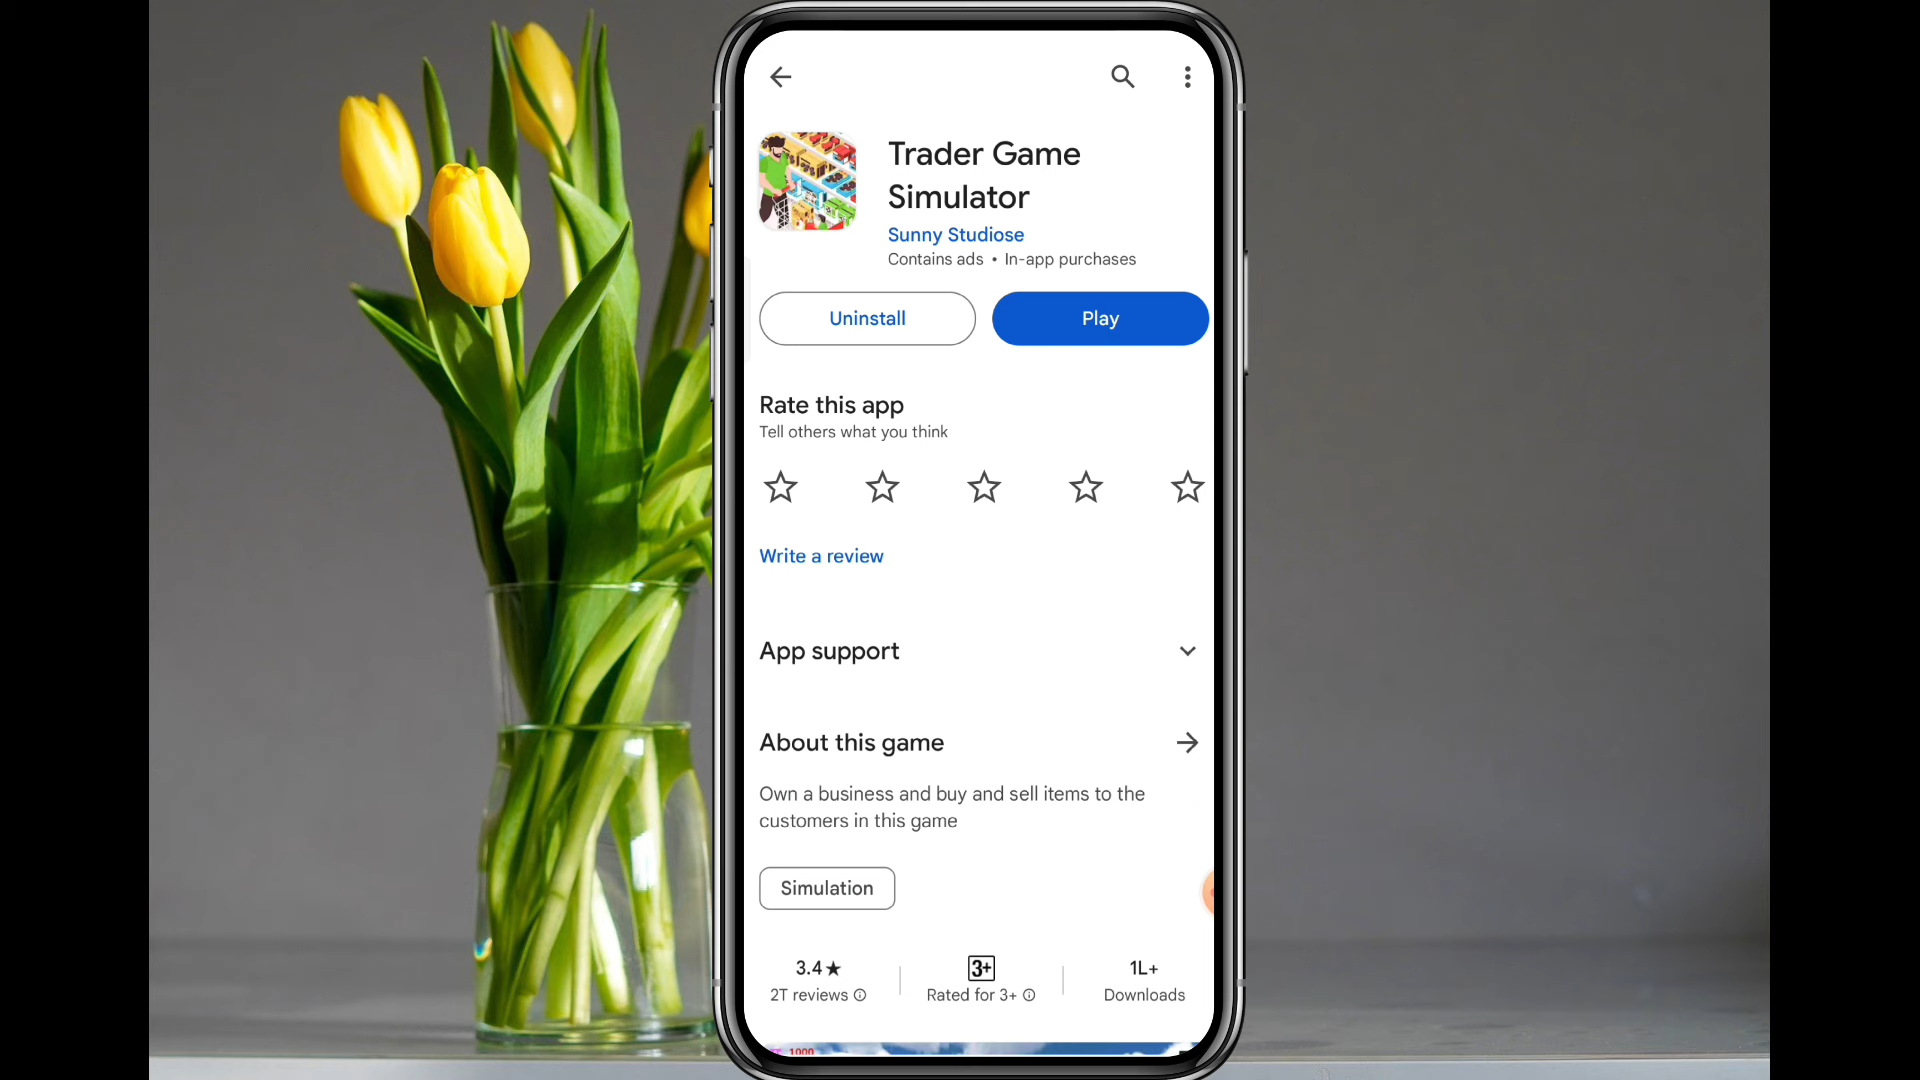 Trader Game
Simulator
Sunny Studiose
Contains ads • In-app purchases
Uninstall
Play
Rate this app
Tell others what you think
Write a review
App support
About this game
Own a business and buy and sell items to the
customers in this game
Simulation
3.4★
2T reviews
3+
Rated for 3+
1L+
Downloads
1000